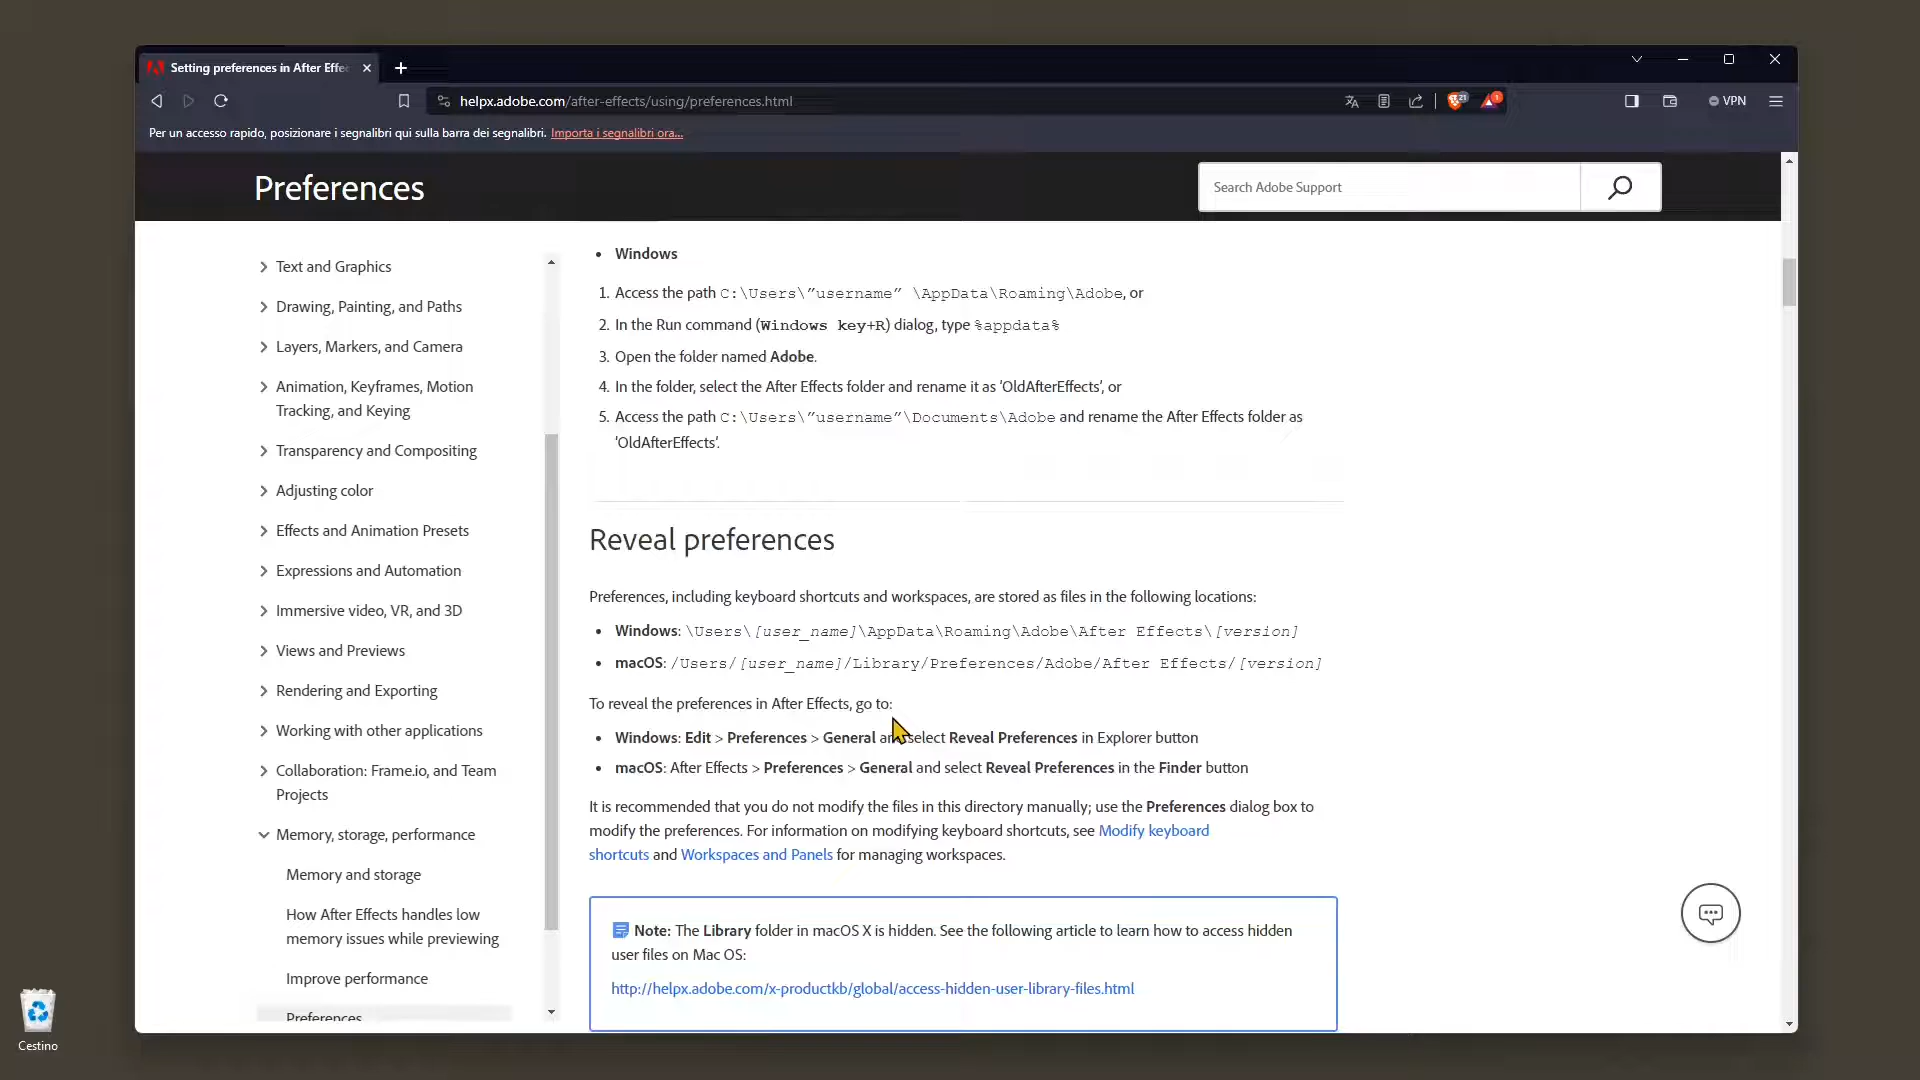 Setting preferences in After Effe
helpx.adobe.com/after-effects/using/preferences.html
21
1
VPN
Per un accesso rapido, posizionare i segnalibri qui sulla barra dei segnalibri. Importa i segnalibri ora...
Preferences
Search Adobe Support
Text and Graphics
Drawing, Painting, and Paths
Layers, Markers, and Camera
Animation, Keyframes, Motion
Tracking, and Keying
Transparency and Compositing
Adjusting color
Effects and Animation Presets
Expressions and Automation
Immersive video, VR, and 3D
Views and Previews
Rendering and Exporting
Working with other applications
Collaboration: Frame.io, and Team
Projects
Memory, storage, performance
Memory and storage
How After Effects handles low
memory issues while previewing
Improve performance
Preferences
• Windows
1. Access the path C:\Users\”username” \AppData\Roaming\Adobe, or
2. In the Run command (Windows key+R) dialog, type %appdata%
3. Open the folder named Adobe.
4. In the folder, select the After Effects folder and rename it as ‘OldAfterEffects’, or
5. Access the path C:\Users\”username”\Documents\Adobe and rename the After Effects folder as
‘OldAfterEffects’.
Reveal preferences
Preferences, including keyboard shortcuts and workspaces, are stored as files in the following locations:
• Windows: \Users\[user_name]\AppData\Roaming\Adobe\After Effects\[version]
• macOS: /Users/[user_name]/Library/Preferences/Adobe/After Effects/[version]
To reveal the preferences in After Effects, go to:
• Windows: Edit > Preferences > General and select Reveal Preferences in Explorer button
• macOS: After Effects > Preferences > General and select Reveal Preferences in the Finder button
It is recommended that you do not modify the files in this directory manually; use the Preferences dialog box to
modify the preferences. For information on modifying keyboard shortcuts, see Modify keyboard
shortcuts and Workspaces and Panels for managing workspaces.
Note: The Library folder in macOS X is hidden. See the following article to learn how to access hidden
user files on Mac OS:
http://helpx.adobe.com/x-productkb/global/access-hidden-user-library-files.html
Cestino